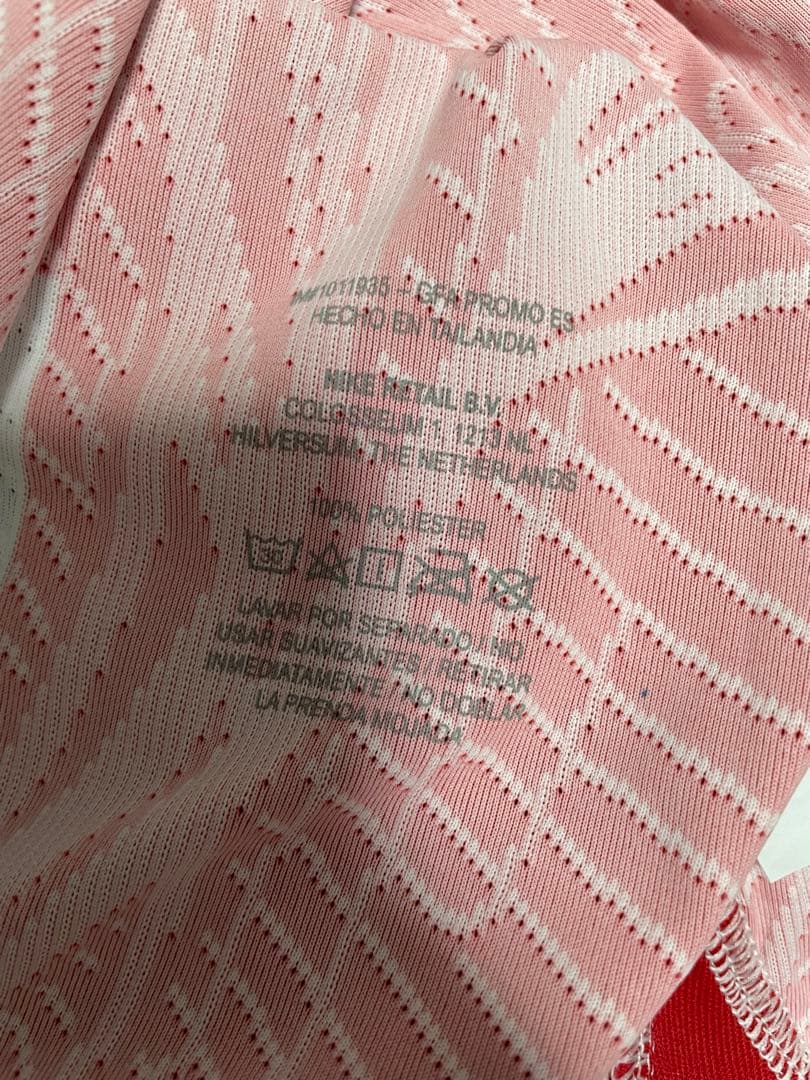 1011935 - GFA PROMO ES
HECHO EN TAILANDIA
NIKE RETAIL B.V.
COLOSSEUM 1, 1213 NL
HILVERSUM, THE NETHERLANDS
100% POLIESTER
30
LAVAR POR SEPARADO / NO
USAR SUAVIZANTES / RETIRAR
INMEDIATAMENTE / NO DOBLAR
LA PRENDA MOJADA